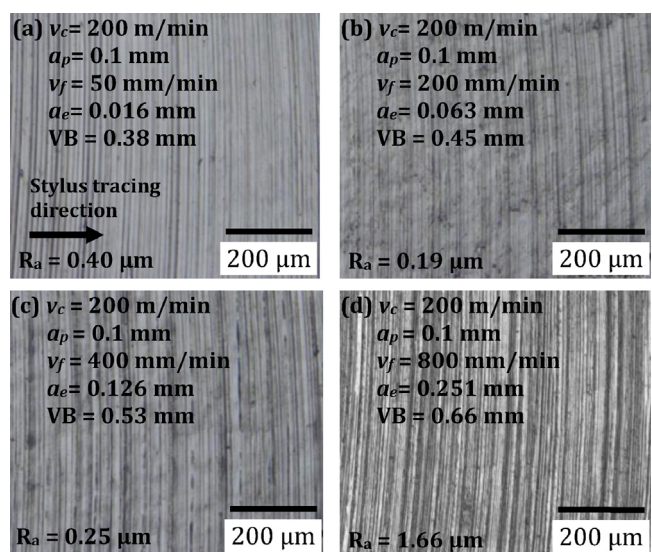 (a) vc= 200 m/min
ap= 0.1 mm
vf = 50 mm/min
ae = 0.016 mm
VB = 0.38 mm
Stylus tracing
direction
Ra = 0.40 μm
200 μm
(b) vc = 200 m/min
ap = 0.1 mm
vf = 200 mm/min
ae = 0.063 mm
VB = 0.45 mm
Ra = 0.19 μm
200 μm
(c) vc = 200 m/min
ap = 0.1 mm
vf = 400 mm/min
ae = 0.126 mm
VB = 0.53 mm
Ra = 0.25 μm
200 μm
(d) vc = 200 m/min
ap = 0.1 mm
vf = 800 mm/min
ae = 0.251 mm
VB = 0.66 mm
Ra = 1.66 μm
200 μm